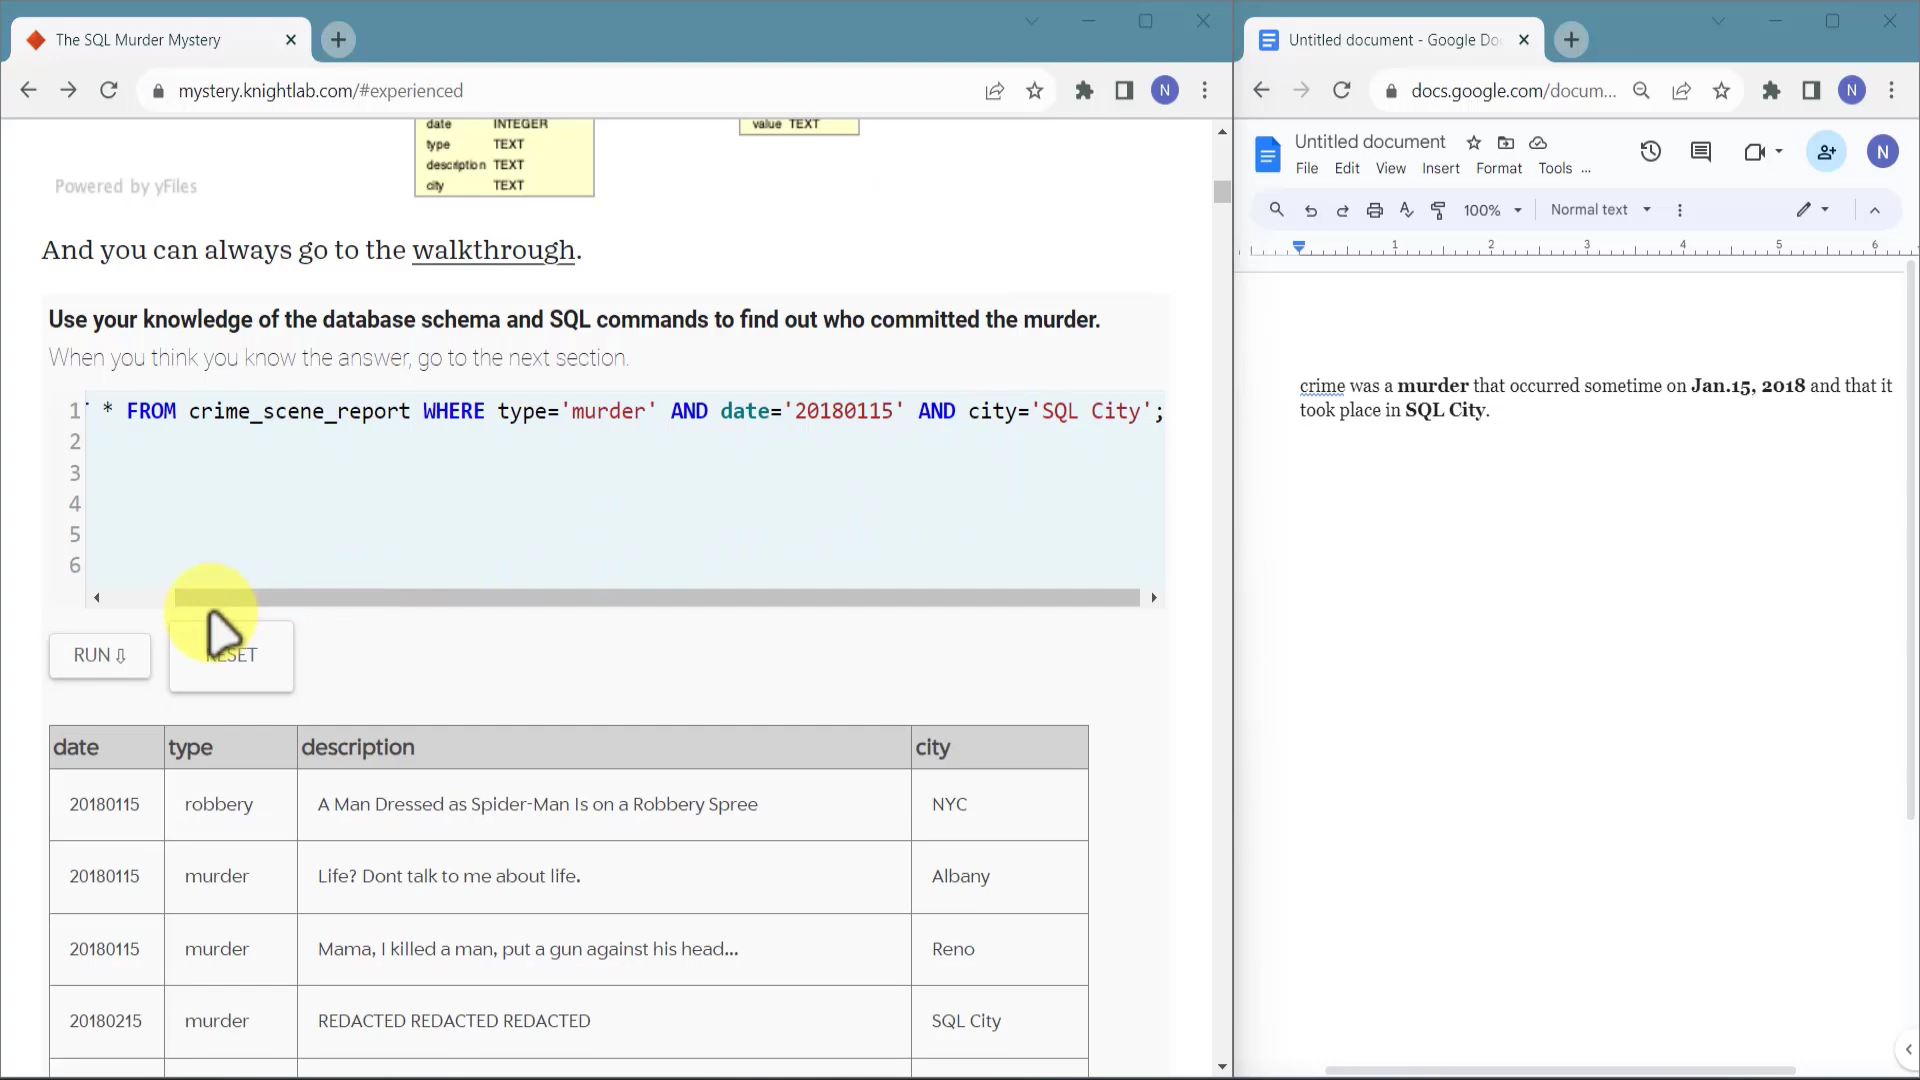 The SQL Murder Mystery
mystery.knightlab.com/#experienced
N
date INTEGER
type TEXT
description TEXT
city TEXT
value TEXT
Powered by yFiles
And you can always go to the walkthrough.
Use your knowledge of the database schema and SQL commands to find out who committed the murder.
When you think you know the answer, go to the next section.
1 * FROM crime_scene_report WHERE type='murder' AND date='20180115' AND city='SQL City';
2
3
4
5
6
RUN ⇩
RESET
date type description city
20180115 robbery A Man Dressed as Spider-Man Is on a Robbery Spree NYC
20180115 murder Life? Dont talk to me about life. Albany
20180115 murder Mama, I killed a man, put a gun against his head... Reno
20180215 murder REDACTED REDACTED REDACTED SQL City
Untitled document - Google Do
docs.google.com/docum...
N
Untitled document
File Edit View Insert Format Tools ...
N
100% Normal text
1 2 3 4 5 6
crime was a murder that occurred sometime on Jan.15, 2018 and that it
took place in SQL City.